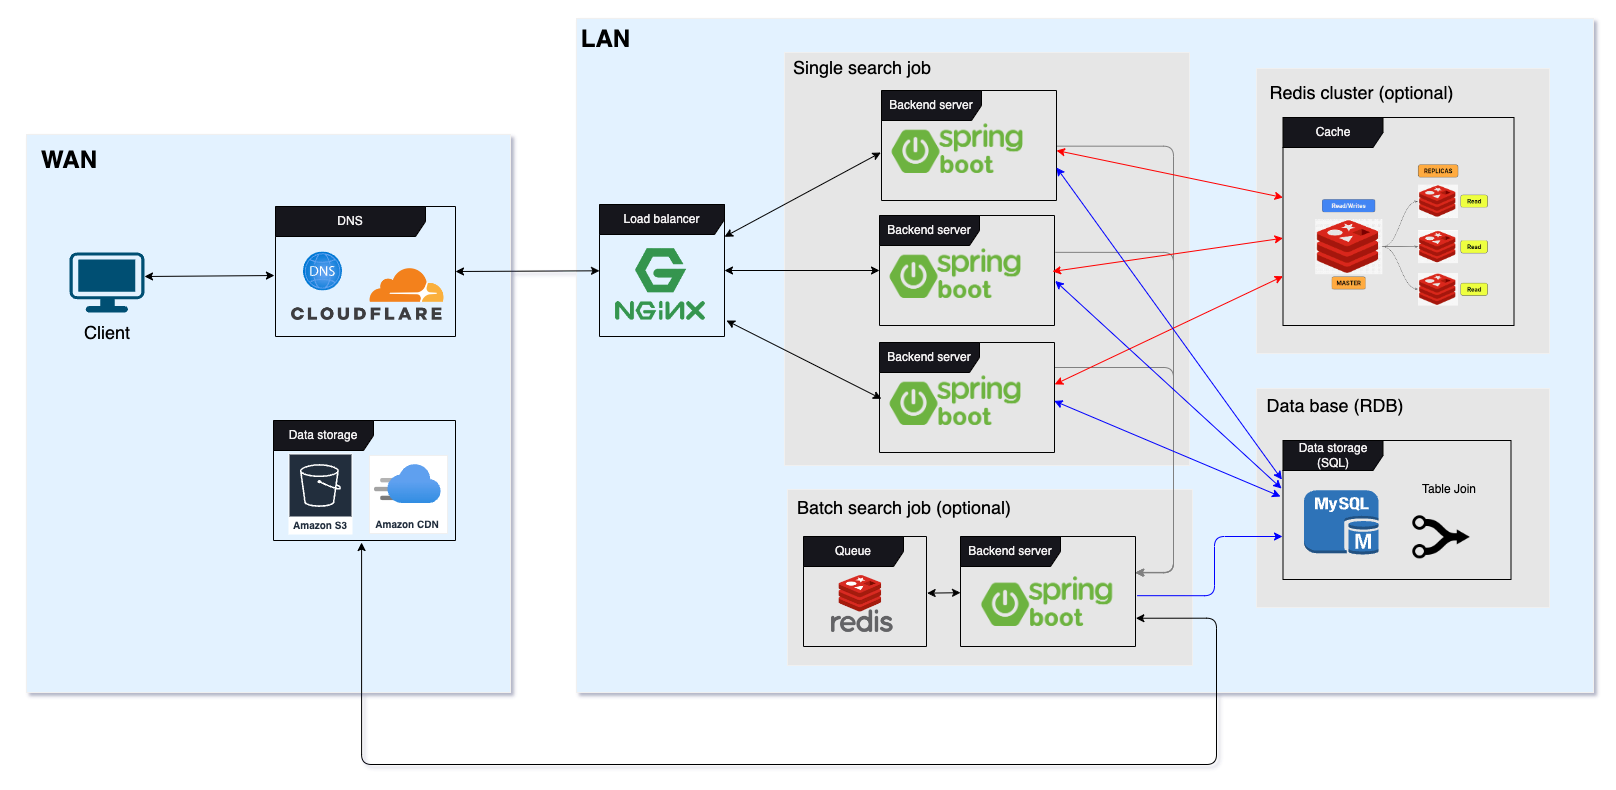 WAN
Client
DNS
DNS
CLOUDFLARE
Data storage
Amazon S3
Amazon CDN
LAN
Load balancer
NGiNX
Single search job
Backend server
spring
boot
Backend server
spring
boot
Backend server
spring
boot
Batch search job (optional)
Queue
redis
Backend server
spring
boot
Redis cluster (optional)
Cache
REPLICAS
Read/Writes
MASTER
Read
Read
Read
Data base (RDB)
Data storage
(SQL)
MySQL
M
Table Join